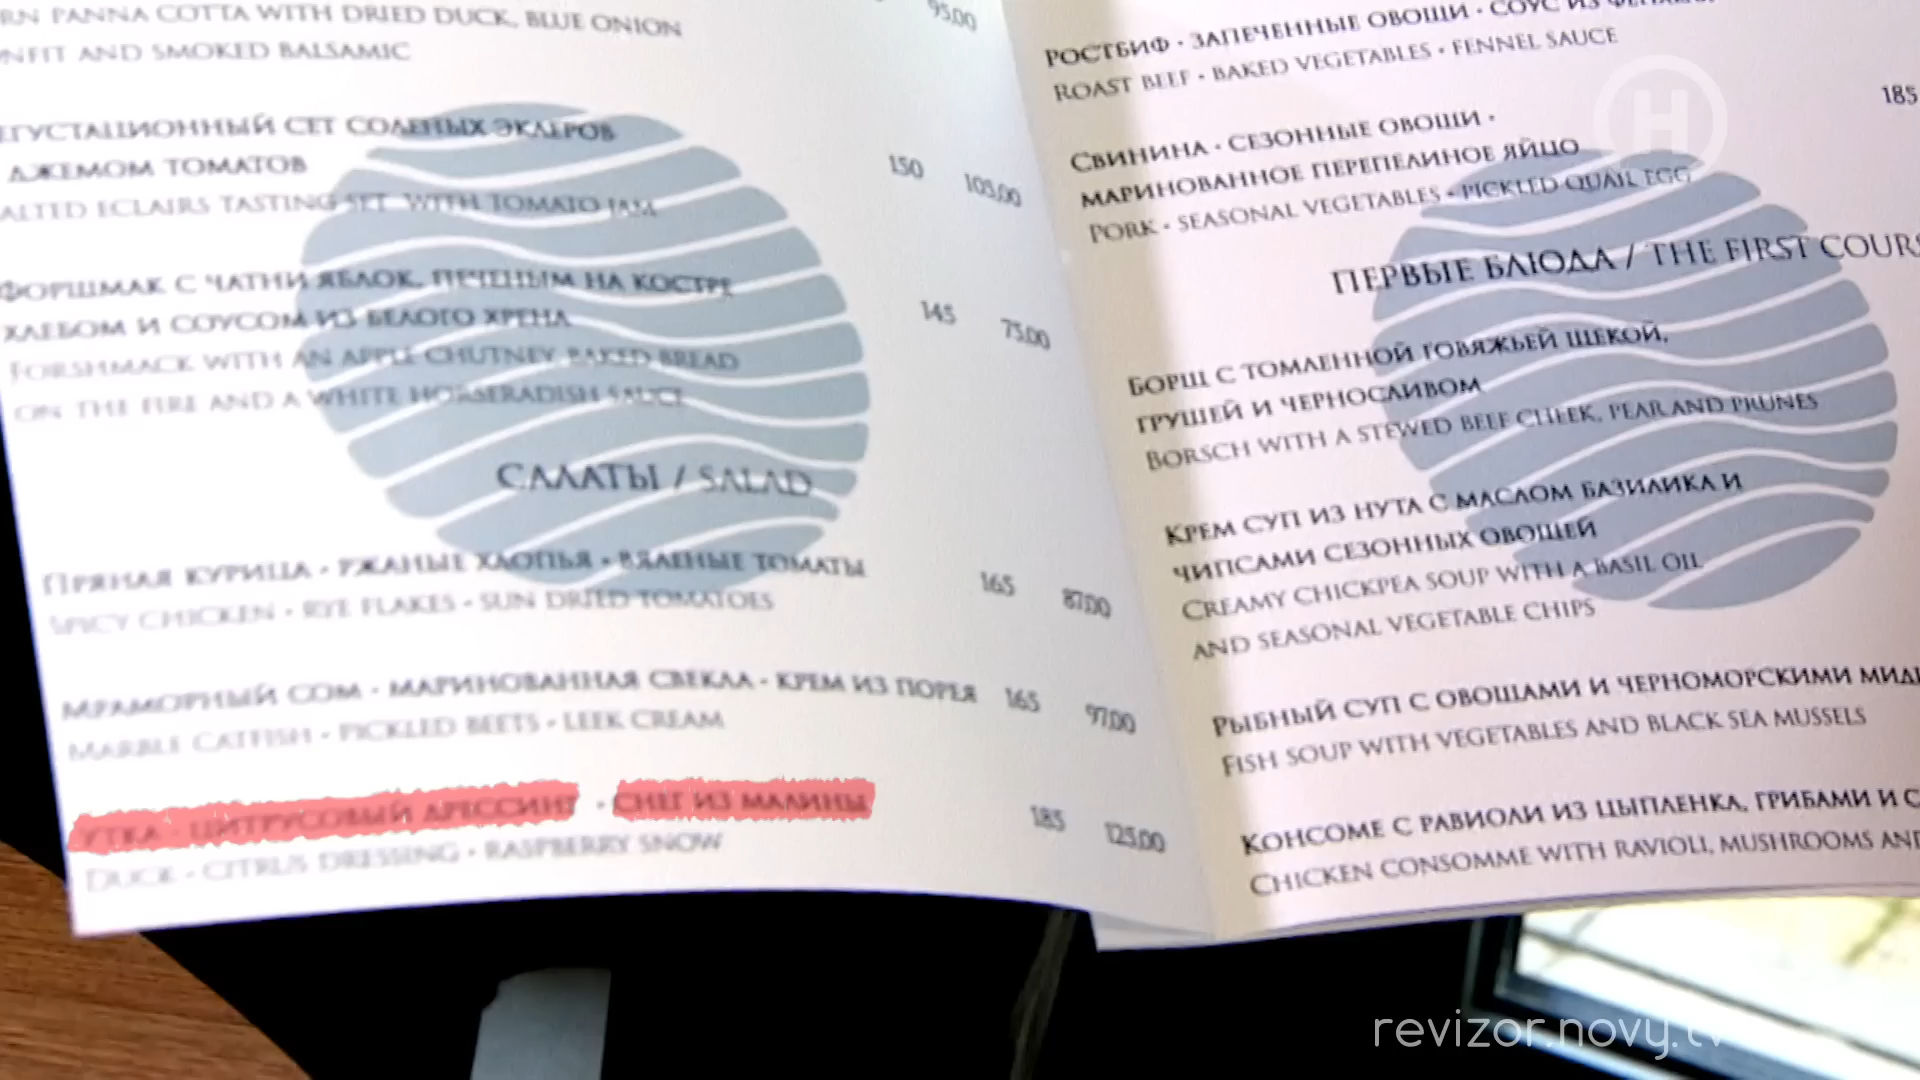 PANNA COTTA WITH DRIED DUCK, BLUE ONION
95.00
AND SMOKED BALSAMIC
ДЖЕМОМ ТОМАТОВ
СЕТ СОЛЕНЫХ ЭКЛЕРОВ
150 105.00
ECLAIRS TASTING SET WITH TOMATO JAM
ФОРШМАК С ЧАТНИ ЯБЛОК, ПЕЧЕНЫМ НА КОСТРЕ
ХЛЕБОМ И СОУСОМ ИЗ БЕЛОГО ХРЕНА
145 75.00
FORSHMACK WITH AN APPLE CHUTNEY, BAKED BREAD
ON THE FIRE AND A WHITE HORSERADISH SAUCE
САЛАТЫ / SALAD
ПРЯНАЯ КУРИЦА • РЖАНЫЕ ХЛОПЬЯ • ВЯЛЕНЫЕ ТОМАТЫ
165 87.00
SPICY CHICKEN • RYE FLAKES • SUN DRIED TOMATOES
МРАМОРНЫЙ СОМ • МАРИНОВАННАЯ СВЕКЛА • КРЕМ ИЗ ПОРЕЯ 165 97.00
MARBLE CATFISH • PICKLED BEETS • LEEK CREAM
УТКА • ЦИТРУСОВЫЙ ДРЕССИНГ • СНЕГ ИЗ МАЛИНЫ
185 125.00
DUCK • CITRUS DRESSING • RASPBERRY SNOW
РОСТБИФ • ЗАПЕЧЕННЫЕ ОВОЩИ • СОУС ИЗ
ROAST BEEF • BAKED VEGETABLES • FENNEL SAUCE
185
СВИНИНА • СЕЗОННЫЕ ОВОЩИ •
МАРИНОВАННОЕ ПЕРЕПЕЛИНОЕ ЯЙЦО
PORK • SEASONAL VEGETABLES • PICKLED QUAIL EGG
ПЕРВЫЕ БЛЮДА / THE FIRST COURS
БОРЩ С ТОМЛЕННОЙ ГОВЯЖЬЕЙ ЩЕКОЙ,
ГРУШЕЙ И ЧЕРНОСЛИВОМ
BORSCH WITH A STEWED BEEF CHEEK, PEAR AND PRUNES
КРЕМ СУП ИЗ НУТА С МАСЛОМ БАЗИЛИКА И
ЧИПСАМИ СЕЗОННЫХ ОВОЩЕЙ
CREAMY CHICKPEA SOUP WITH A BASIL OIL
AND SEASONAL VEGETABLE CHIPS
РЫБНЫЙ СУП С ОВОЩАМИ И ЧЕРНОМОРСКИМИ
FISH SOUP WITH VEGETABLES AND BLACK SEA MUSSELS
КОНСОМЕ С РАВИОЛИ ИЗ ЦЫПЛЕНКА, ГРИБАМИ И С
CHICKEN CONSOMME WITH RAVIOLI, MUSHROOMS AND
H
revizor.novy.tv